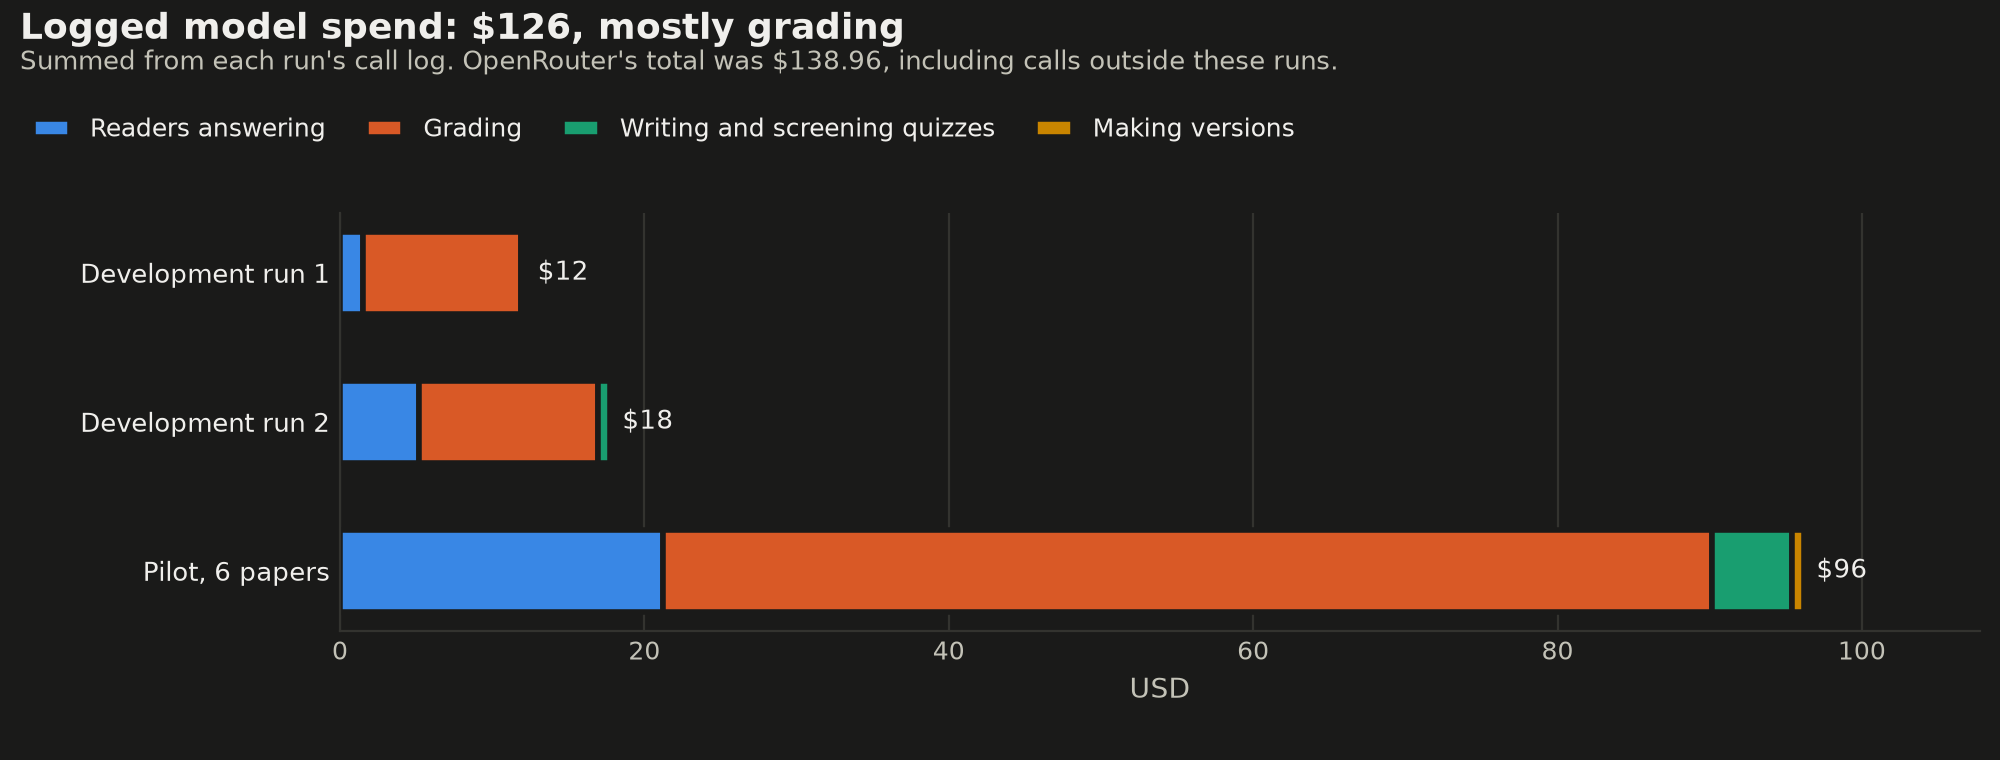 Logged model spend: $126, mostly grading
Summed from each run's call log. OpenRouter's total was $138.96, including calls outside these runs.
Readers answering Grading Writing and screening quizzes Making versions
Development run 1 $12
Development run 2 $18
Pilot, 6 papers $96
0 20 40 60 80 100
USD